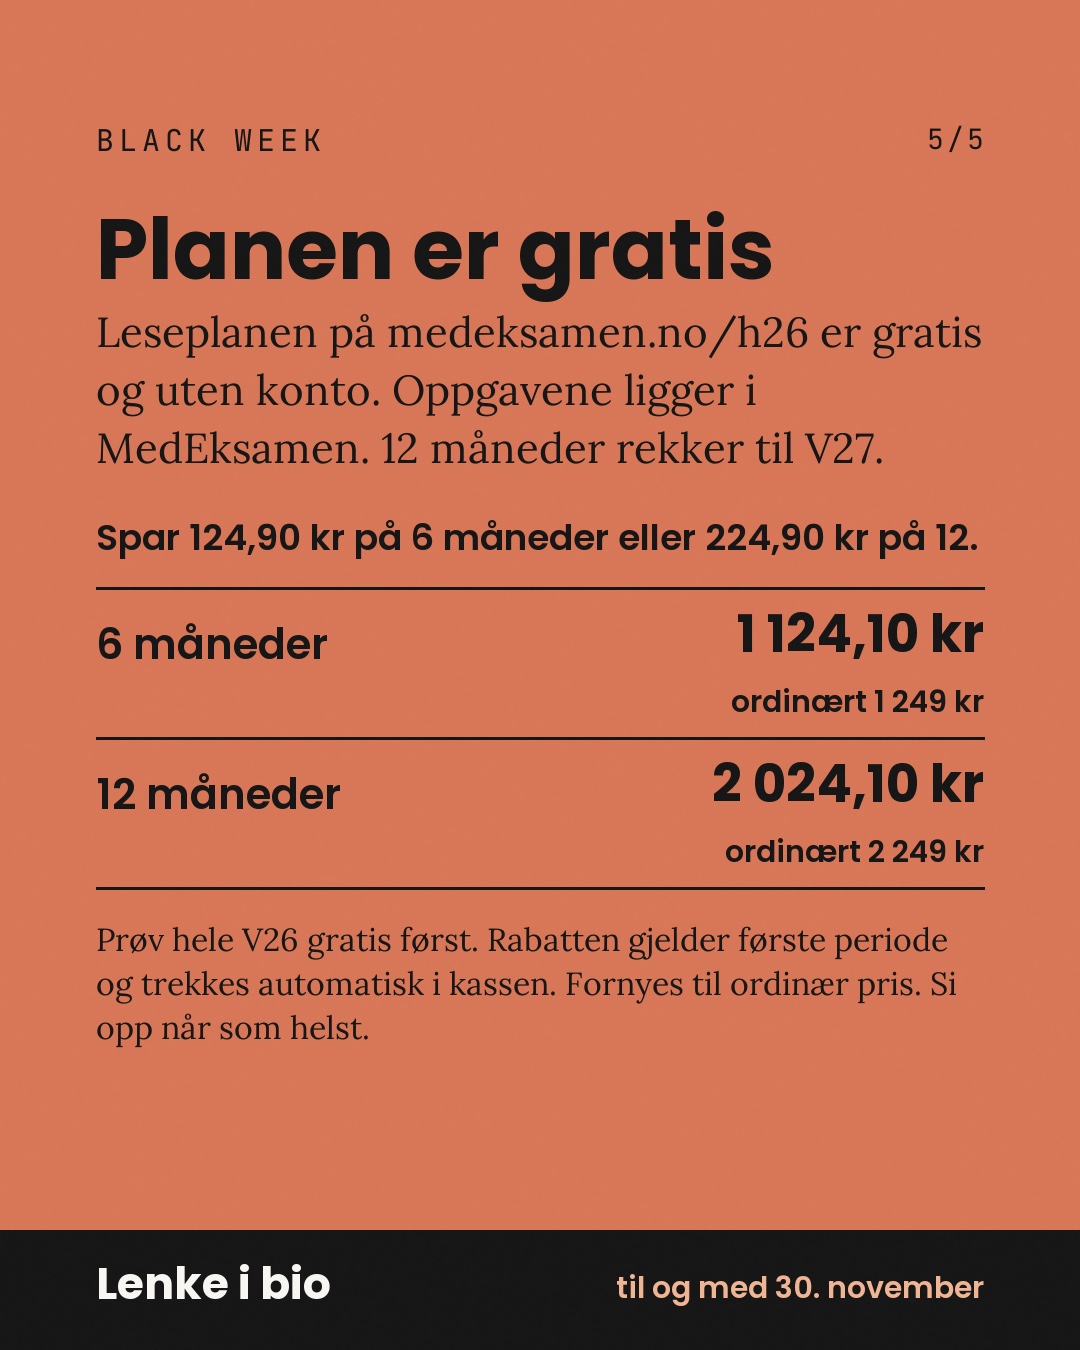 BLACK WEEK
5/5
Planen er gratis
Leseplanen på medeksamen.no/h26 er gratis
og uten konto. Oppgavene ligger i
MedEksamen. 12 måneder rekker til V27.
Spar 124,90 kr på 6 måneder eller 224,90 kr på 12.
6 måneder
1 124,10 kr
ordinært 1 249 kr
12 måneder
2 024,10 kr
ordinært 2 249 kr
Prøv hele V26 gratis først. Rabatten gjelder første periode
og trekkes automatisk i kassen. Fornyes til ordinær pris. Si
opp når som helst.
Lenke i bio
til og med 30. november